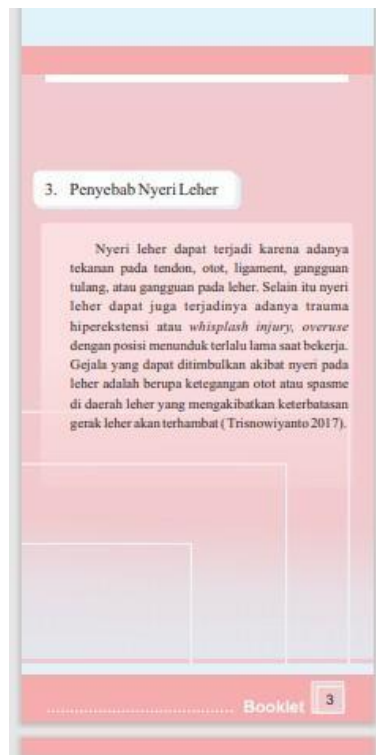 3. Penyebab Nyeri Leher
Nyeri leher dapat terjadi karena adanya
tekanan pada tendon, otot, ligament, gangguan
tulang, atau gangguan pada leher. Selain itu nyeri
leher dapat juga terjadinya adanya trauma
hiperekstensi atau whisplash injury, overuse
dengan posisi menunduk terlalu lama saat bekerja.
Gejala yang dapat ditimbulkan akibat nyeri pada
leher adalah berupa ketegangan otot atau spasme
di daerah leher yang mengakibatkan keterbatasan
gerak leher akan terhambat (Trisnowiyanto 2017).
..................................... Booklet 3